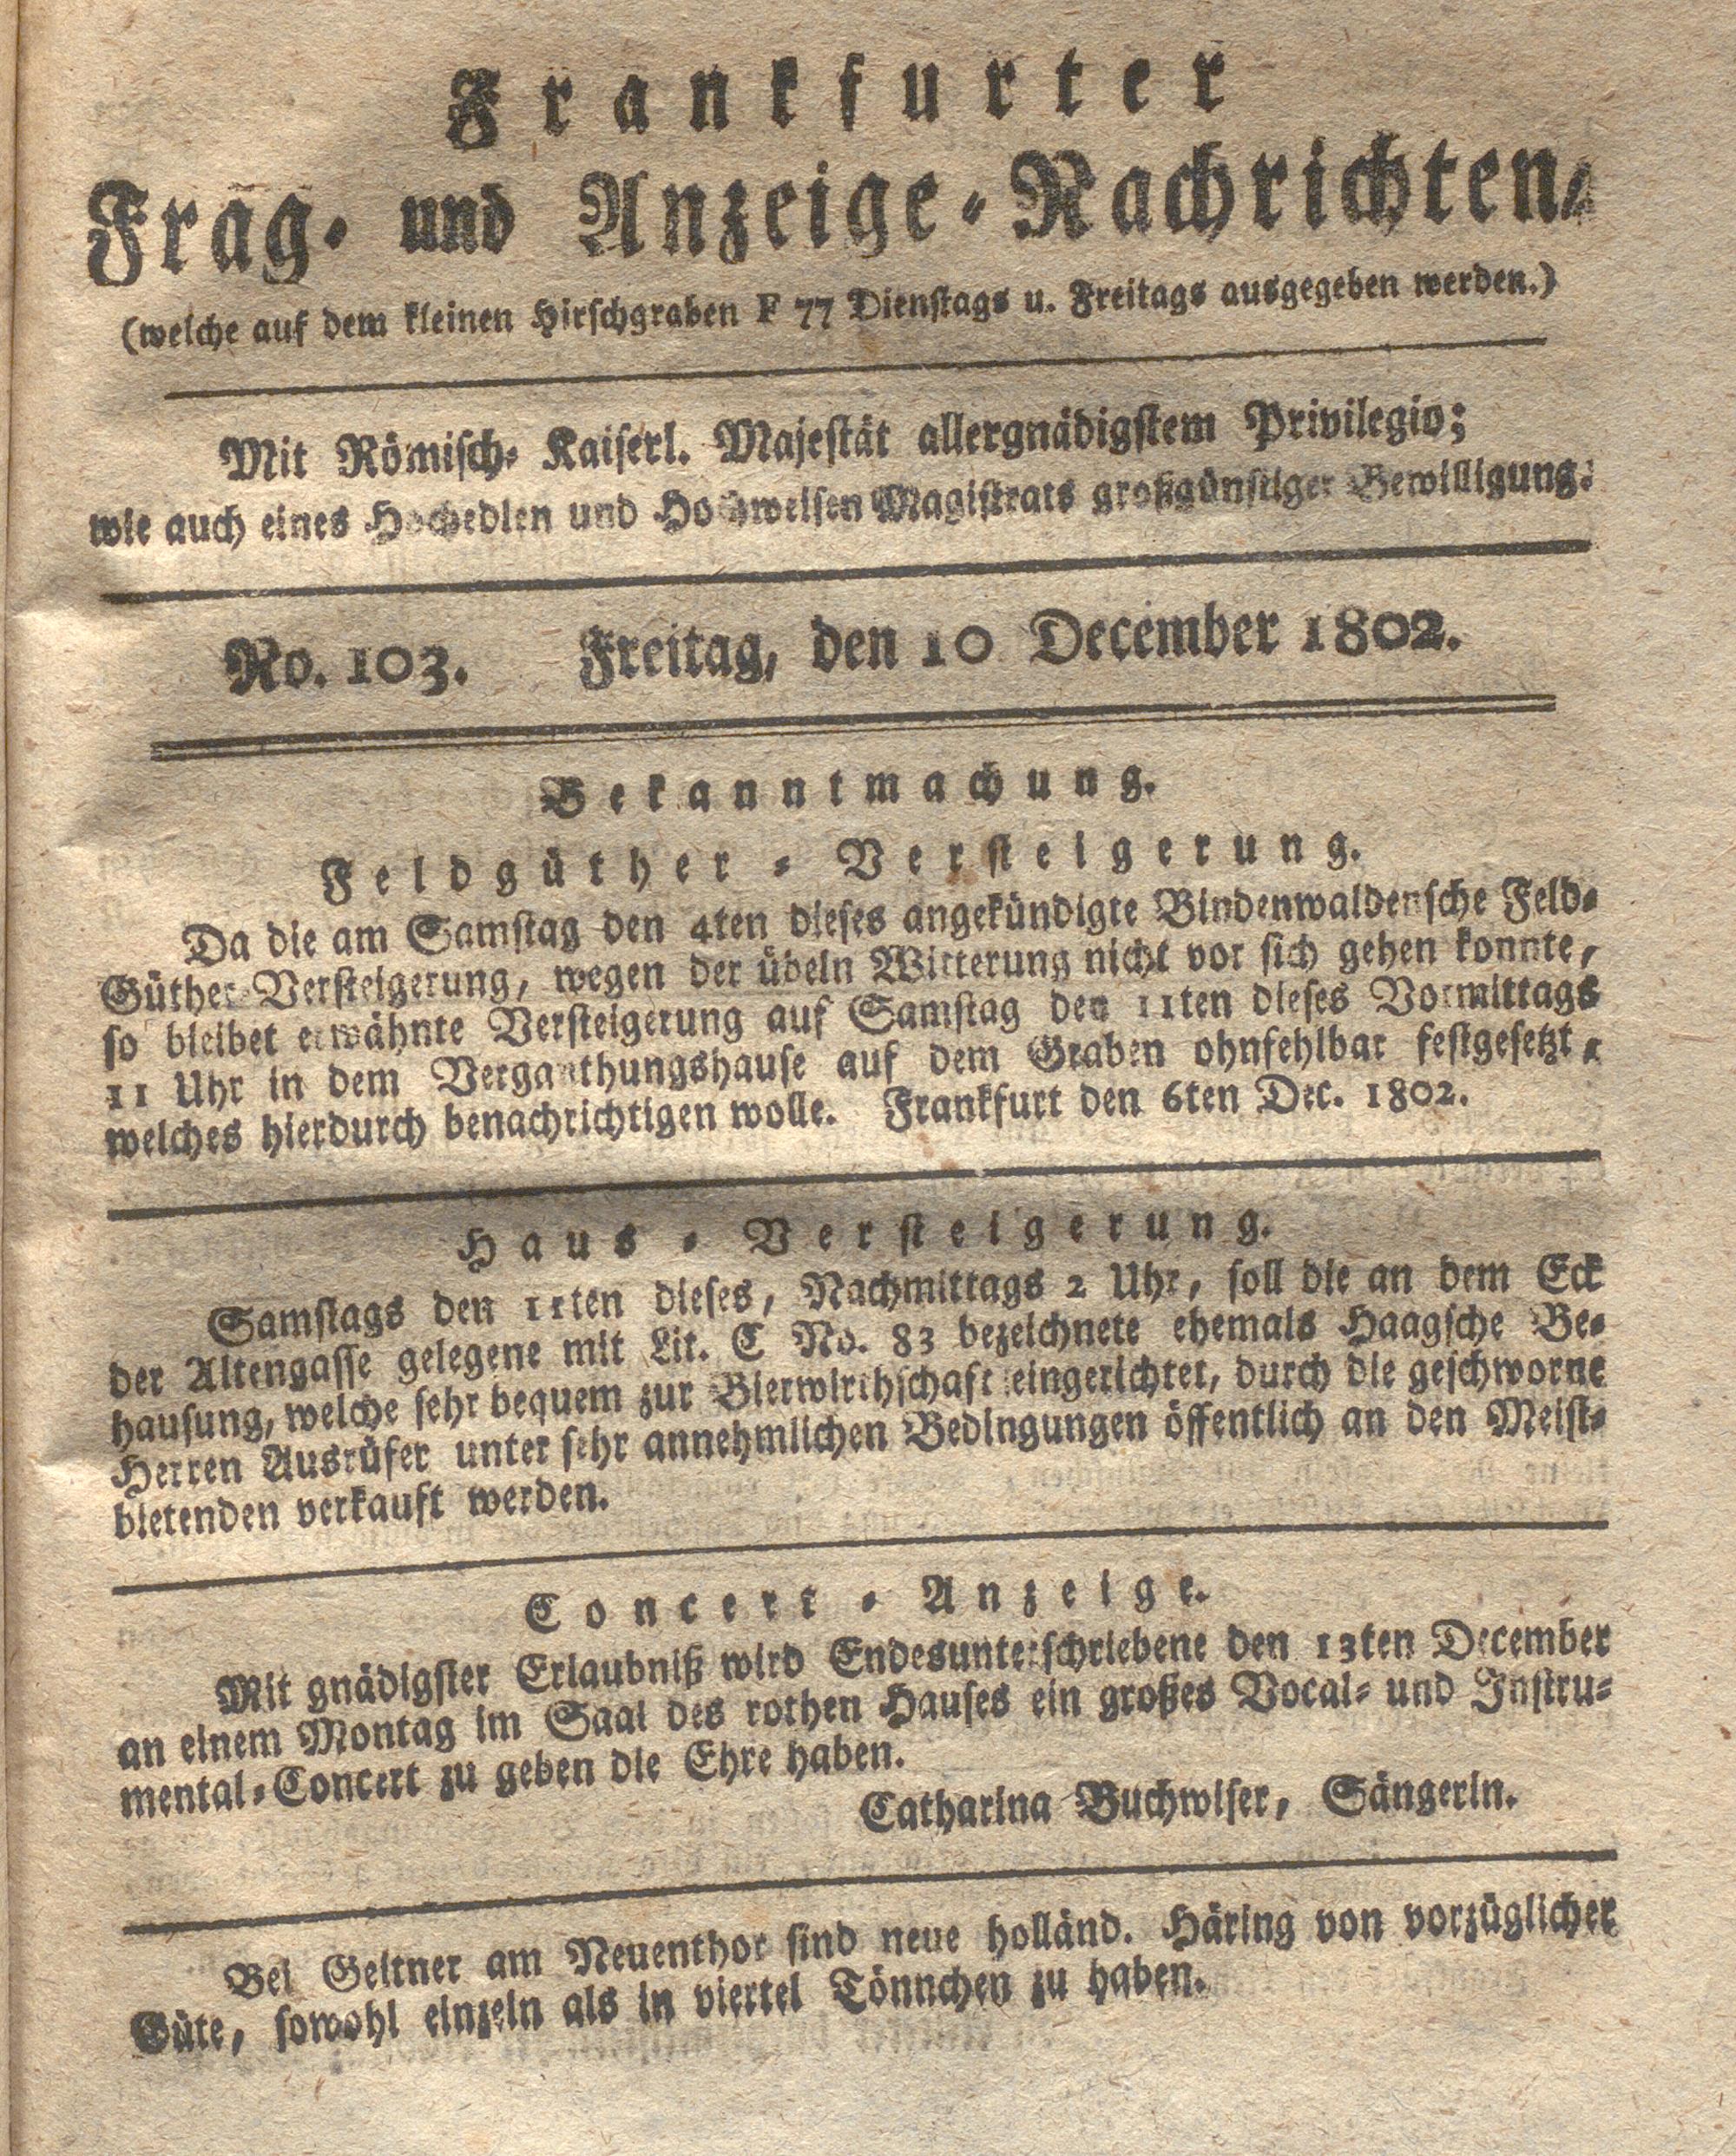 Frankfurter
Frag- und Anzeige-Nachrichten,
(welche auf dem kleinen Hirschgraben F 77 Dienstags u. Freitags ausgegeben werden.)
Mit Römisch- Kaiserl. Majestät allergnädigstem Privilegio;
wie auch eines Hochedlen und Hochweisen Magistrats großgünstiger Bewilligung.
No. 103. Freitag, den 10 December 1802.
Bekanntmachung.
Feldgüther-Versteigerung.
Da die am Samstag den 4ten dieses angekündigte Bindenwaldensche Feld-
Güther-Versteigerung, wegen der übeln Witterung nicht vor sich gehen konnte,
so bleibet erwähnte Versteigerung auf Samstag den 11ten dieses Vormittags
11 Uhr in dem Verganthungshause auf dem Graben ohnfehlbar festgesetzt,
welches hierdurch benachrichtigen wolle. Frankfurt den 6ten Dec. 1802.
Haus-Versteigerung.
Samstags den 11ten dieses, Nachmittags 2 Uhr, soll die an dem Eck
der Altengasse gelegene mit Lit. C No. 83 bezeichnete ehemals Haagsche Be-
hausung, welche sehr bequem zur Bierwirthschaft eingerichtet, durch die geschworne
Herren Ausrüfer unter sehr annehmlichen Bedingungen öffentlich an den Meist-
bietenden verkauft werden.
Concert-Anzeige.
Mit gnädigster Erlaubniß wird Endesunterschriebene den 13ten December
an einem Montag im Saal des rothen Hauses ein großes Vocal- und Instru-
mental-Concert zu geben die Ehre haben.
Catharina Buchwiser, Sängerin.
Bei Geltner am Neuenthor sind neue holländ. Häring von vorzüglicher
Güte, sowohl einzeln als in viertel Tönnchen zu haben.